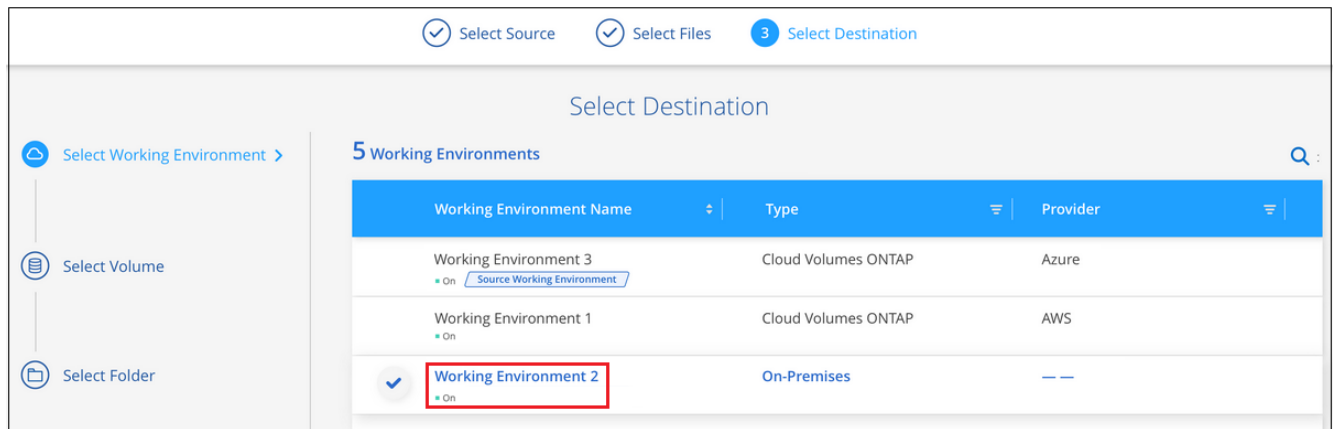 Select Source
Select Files
3 Select Destination
Select Destination
Select Working Environment
5 Working Environments
Working Environment Name Type Provider
Working Environment 3 Cloud Volumes ONTAP Azure
On Source Working Environment
Select Volume
Working Environment 1 Cloud Volumes ONTAP AWS
On
Select Folder
Working Environment 2 On-Premises — —
On